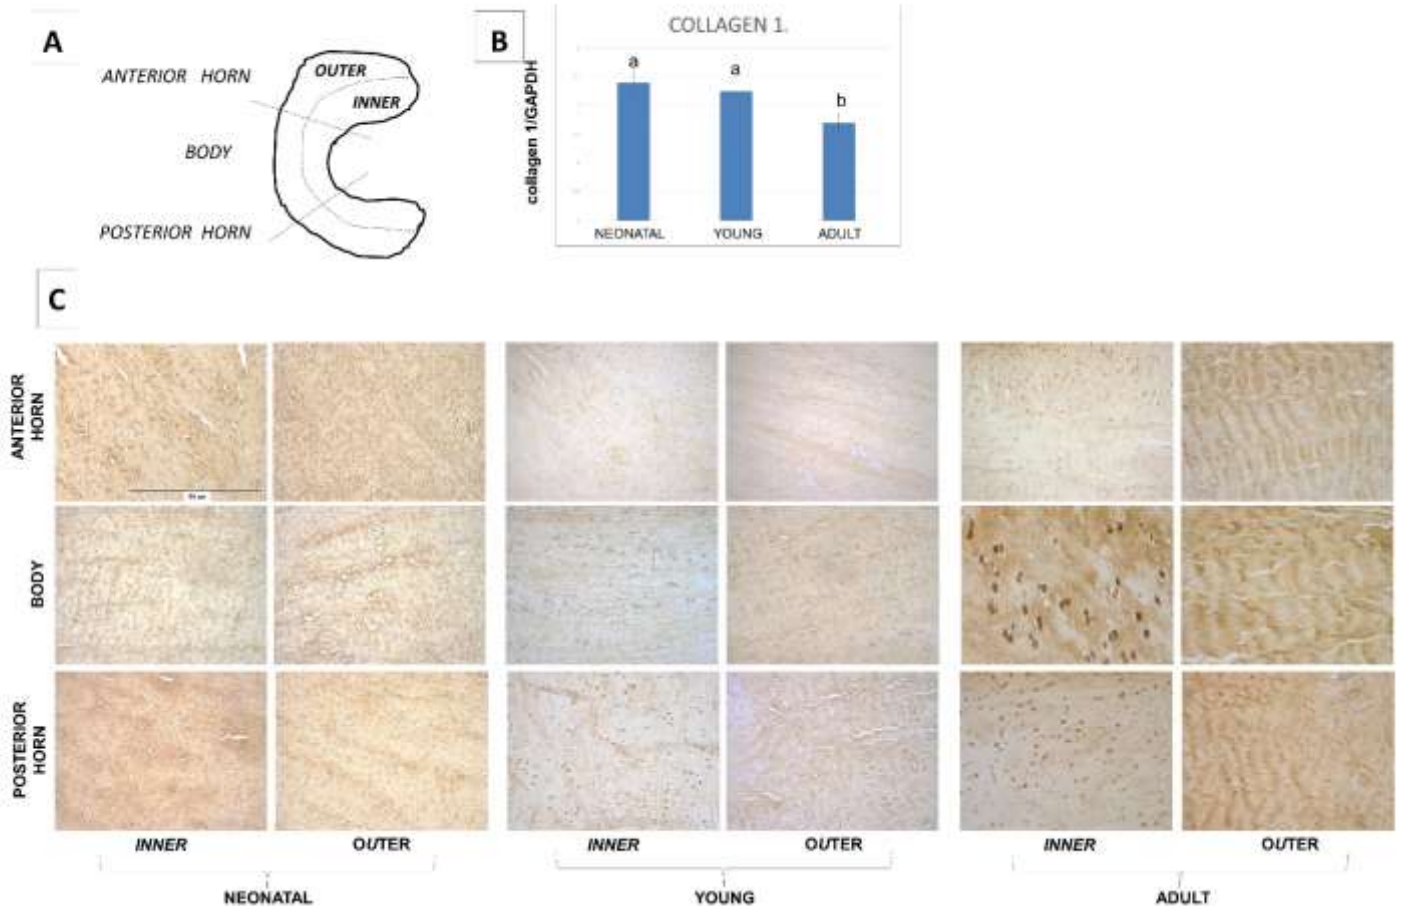 A
ANTERIOR HORN
BODY
POSTERIOR HORN
OUTER
INNER
B
COLLAGEN 1.
collagen 1/GAPDH
a
a
b
NEONATAL
YOUNG
ADULT
C
ANTERIOR
HORN
BODY
POSTERIOR
HORN
INNER
OUTER
INNER
OUTER
INNER
OUTER
NEONATAL
YOUNG
ADULT